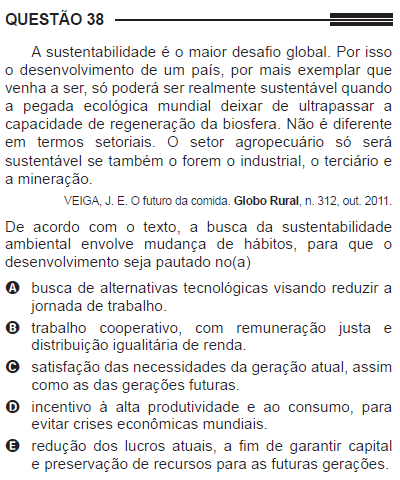 QUESTÃO 38
A sustentabilidade é o maior desafio global. Por isso
o desenvolvimento de um país, por mais exemplar que
venha a ser, só poderá ser realmente sustentável quando
a pegada ecológica mundial deixar de ultrapassar a
capacidade de regeneração da biosfera. Não é diferente
em termos setoriais. O setor agropecuário só será
sustentável se também o forem o industrial, o terciário e
a mineração.
VEIGA, J. E. O futuro da comida. Globo Rural, n. 312, out. 2011.
De acordo com o texto, a busca da sustentabilidade
ambiental envolve mudança de hábitos, para que o
desenvolvimento seja pautado no(a)
A busca de alternativas tecnológicas visando reduzir a
jornada de trabalho.
B trabalho cooperativo, com remuneração justa e
distribuição igualitária de renda.
C satisfação das necessidades da geração atual, assim
como as das gerações futuras.
D incentivo à alta produtividade e ao consumo, para
evitar crises econômicas mundiais.
E redução dos lucros atuais, a fim de garantir capital
e preservação de recursos para as futuras gerações.